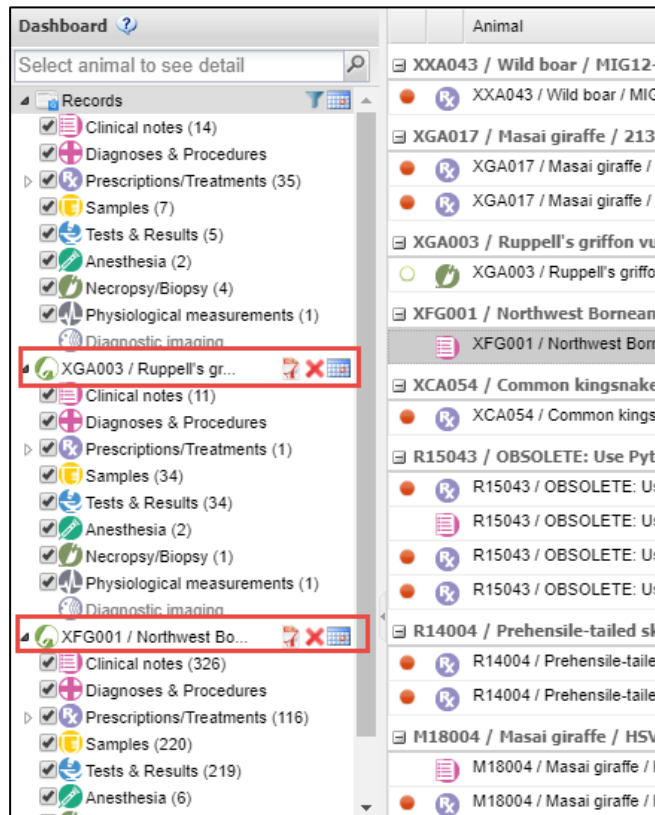 Dashboard
Select animal to see detail
Records
Clinical notes (14)
Diagnoses & Procedures
Prescriptions/Treatments (35)
Samples (7)
Tests & Results (5)
Anesthesia (2)
Necropsy/Biopsy (4)
Physiological measurements (1)
Diagnostic imaging
XGA003 / Ruppell's gr...
Clinical notes (11)
Diagnoses & Procedures
Prescriptions/Treatments (1)
Samples (34)
Tests & Results (34)
Anesthesia (2)
Necropsy/Biopsy (1)
Physiological measurements (1)
Diagnostic imaging
XFG001 / Northwest Bo...
Clinical notes (326)
Diagnoses & Procedures
Prescriptions/Treatments (116)
Samples (220)
Tests & Results (219)
Anesthesia (6)
Animal
XXA043 / Wild boar / MIG12-
XXA043 / Wild boar / MIG
XGA017 / Masai giraffe / 213
XGA017 / Masai giraffe /
XGA017 / Masai giraffe /
XGA003 / Ruppell's griffon vu
XGA003 / Ruppell's griffo
XFG001 / Northwest Bornean
XFG001 / Northwest Born
XCA054 / Common kingsnake
XCA054 / Common kings
R15043 / OBSOLETE: Use Pyt
R15043 / OBSOLETE: Us
R15043 / OBSOLETE: Us
R15043 / OBSOLETE: Us
R15043 / OBSOLETE: Us
R14004 / Prehensile-tailed sk
R14004 / Prehensile-taile
R14004 / Prehensile-taile
M18004 / Masai giraffe / HSV
M18004 / Masai giraffe /
M18004 / Masai giraffe /